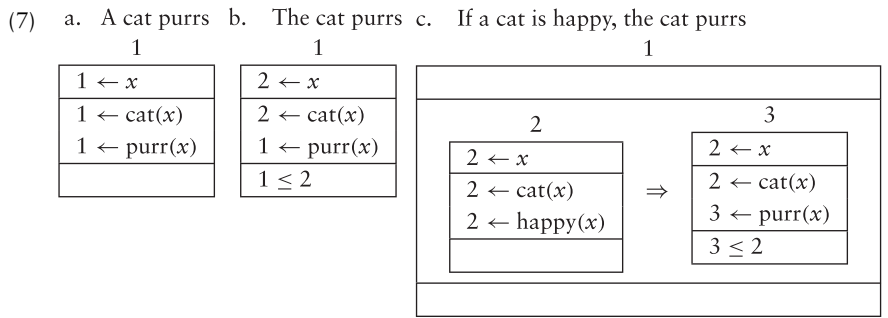 (7) a. A cat purrs b. The cat purrs c. If a cat is happy, the cat purrs
1 1 1
1 ← x 2 ← x
1 ← cat(x) 2 ← cat(x)
1 ← purr(x) 1 ← purr(x)
1 ≤ 2
2 3
2 ← x 2 ← x
2 ← cat(x) ⇒ 2 ← cat(x)
2 ← happy(x) 3 ← purr(x)
3 ≤ 2